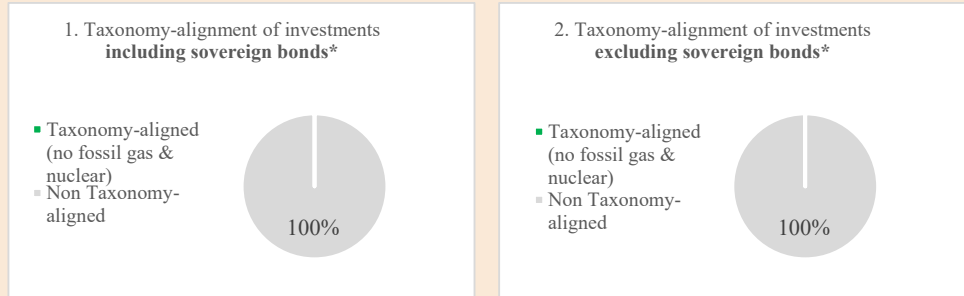 1. Taxonomy-alignment of investments
including sovereign bonds*
Taxonomy-aligned
(no fossil gas &
nuclear)
Non Taxonomy-
aligned
100%
2. Taxonomy-alignment of investments
excluding sovereign bonds*
Taxonomy-aligned
(no fossil gas &
nuclear)
Non Taxonomy-
aligned
100%